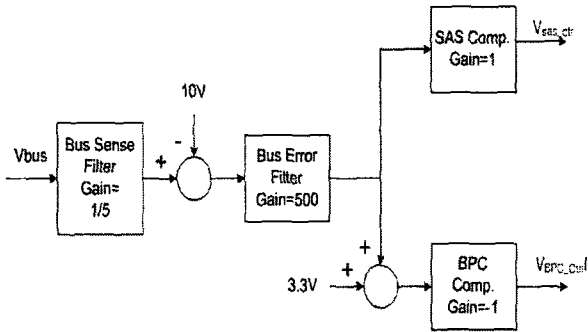 SAS Comp.
Gain=1
Vsas_ctr
10V
-
Vbus
Bus Sense
Filter
Gain=
1/5
+
Bus Error
Filter
Gain=500
+
+
3.3V
BPC
Comp.
Gain=-1